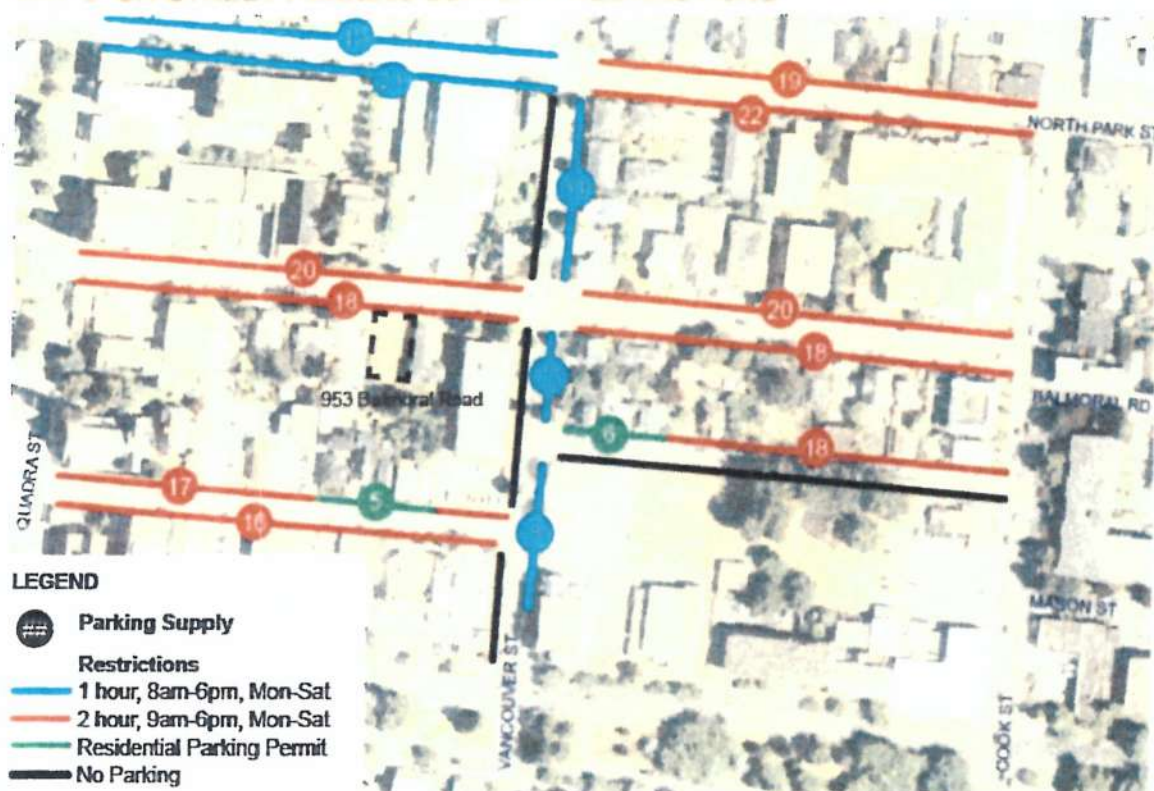 19
22
NORTH PARK ST
20
18
20
18
953 Balmoral Road
BALMORAL RD
6
18
QUADRA ST
17
5
16
LEGEND
##
Parking Supply
MASON ST
Restrictions
1 hour, 8am-6pm, Mon-Sat
2 hour, 9am-6pm, Mon-Sat
Residential Parking Permit
No Parking
VANCOUVER ST
COOK ST